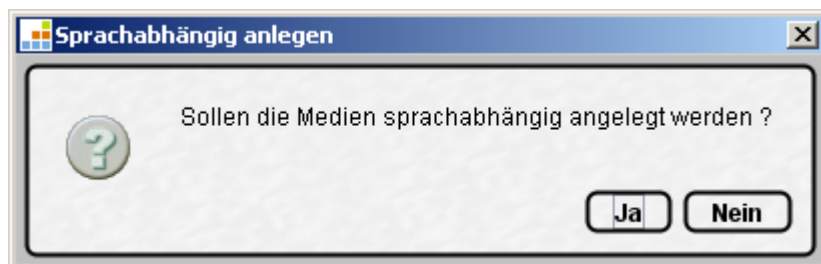 Sprachabhängig anlegen
Sollen die Medien sprachabhängig angelegt werden ?
Ja Nein